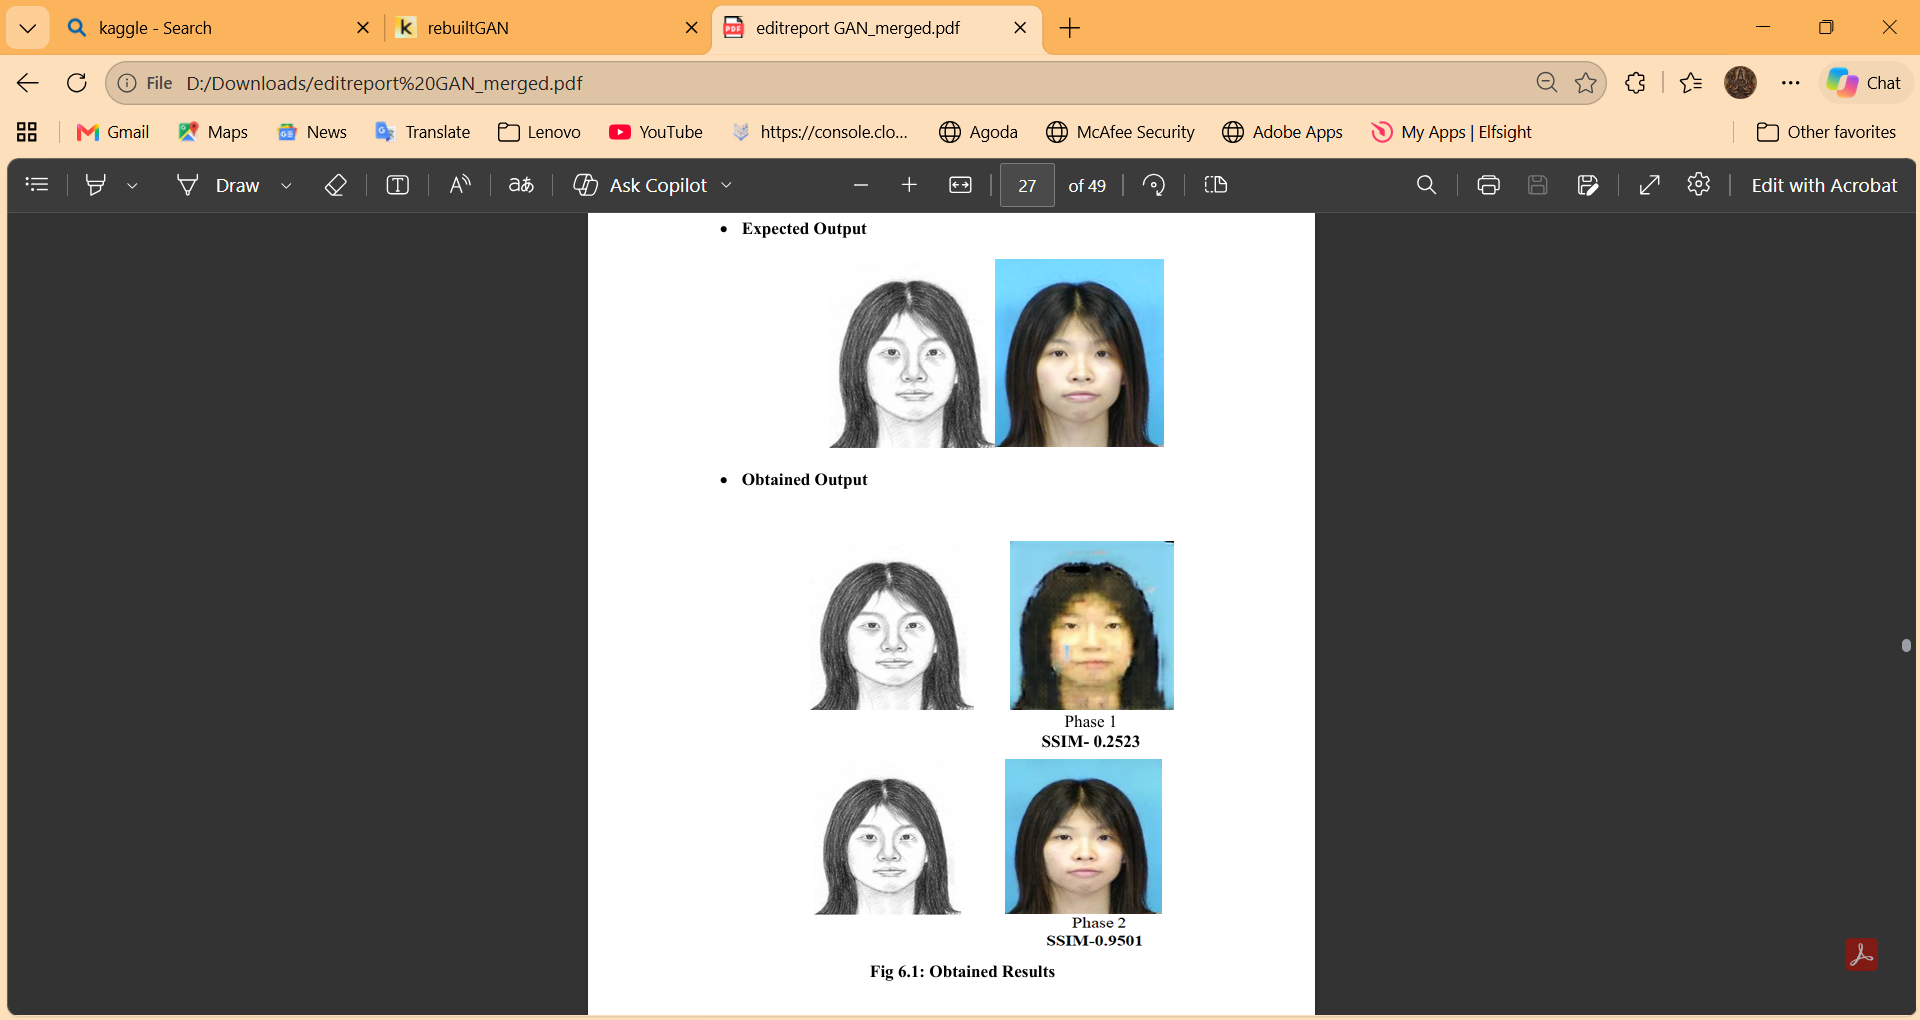 kaggle - Search
rebuiltGAN
editreport GAN_merged.pdf
File D:/Downloads/editreport%20GAN_merged.pdf
Chat
Gmail
Maps
News
Translate
Lenovo
YouTube
https://console.clo...
Agoda
McAfee Security
Adobe Apps
My Apps | Elfsight
Other favorites
Draw
Ask Copilot
27 of 49
Edit with Acrobat
• Expected Output
• Obtained Output
Phase 1
SSIM- 0.2523
Phase 2
SSIM-0.9501
Fig 6.1: Obtained Results